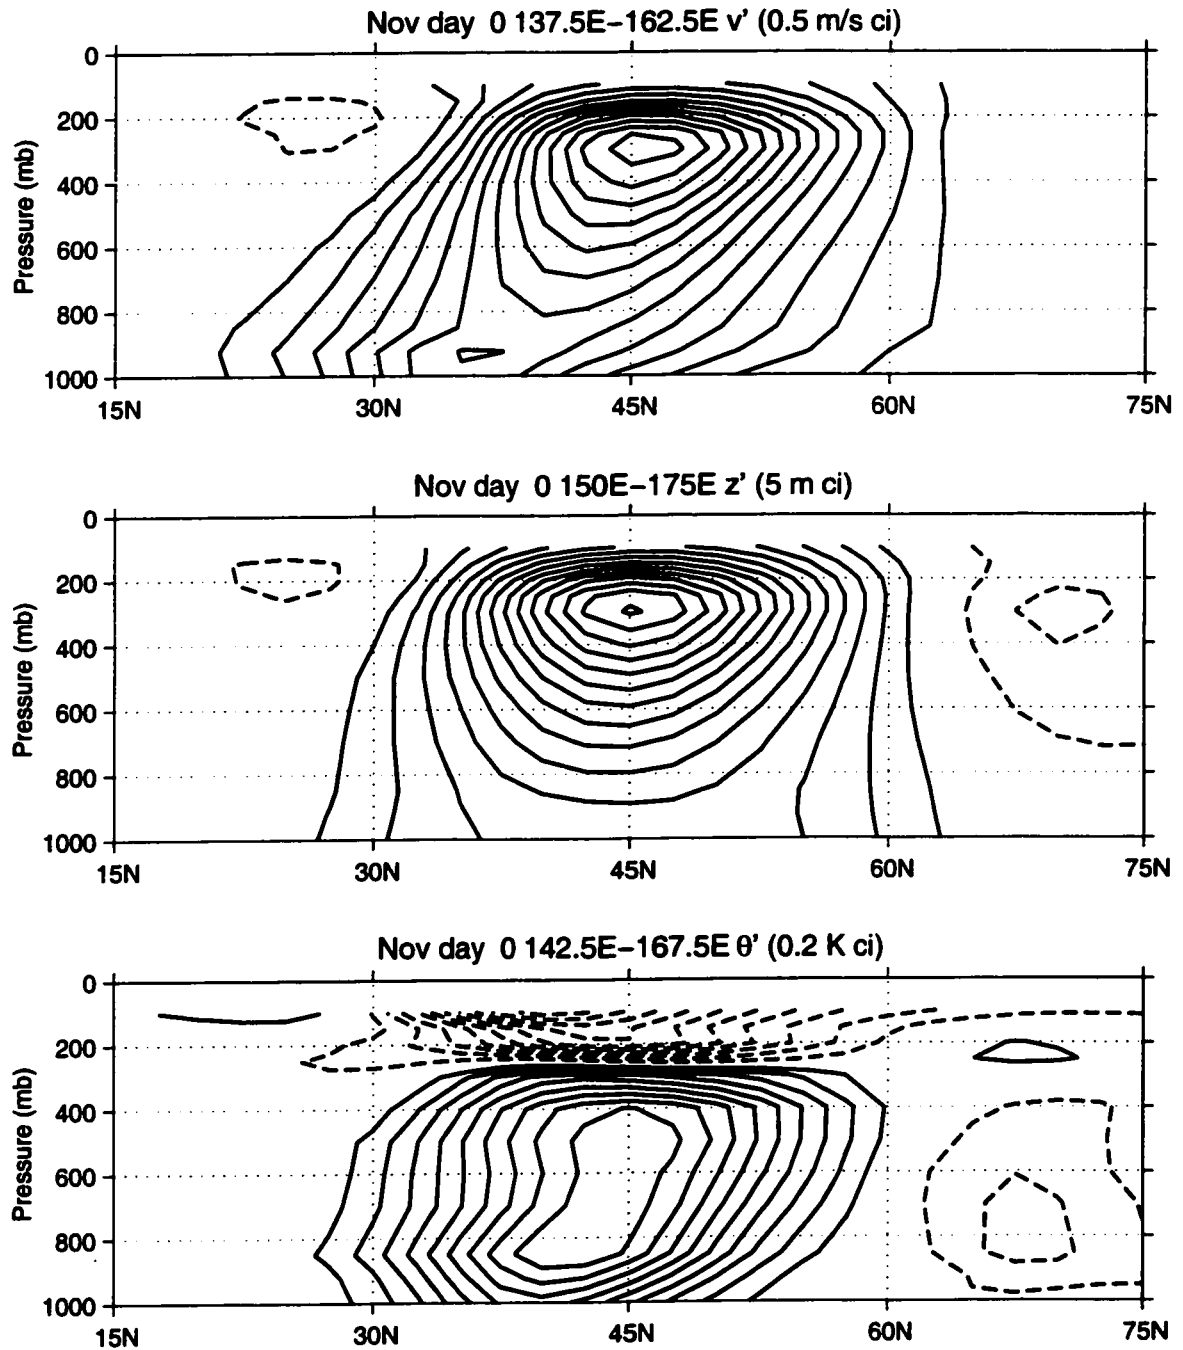 Nov day 0 137.5E−162.5E v' (0.5 m/s ci)
0
200
400
600
800
1000
Pressure (mb)
15N 30N 45N 60N 75N
Nov day 0 150E−175E z' (5 m ci)
0
200
400
600
800
1000
Pressure (mb)
15N 30N 45N 60N 75N
Nov day 0 142.5E−167.5E θ' (0.2 K ci)
0
200
400
600
800
1000
Pressure (mb)
15N 30N 45N 60N 75N